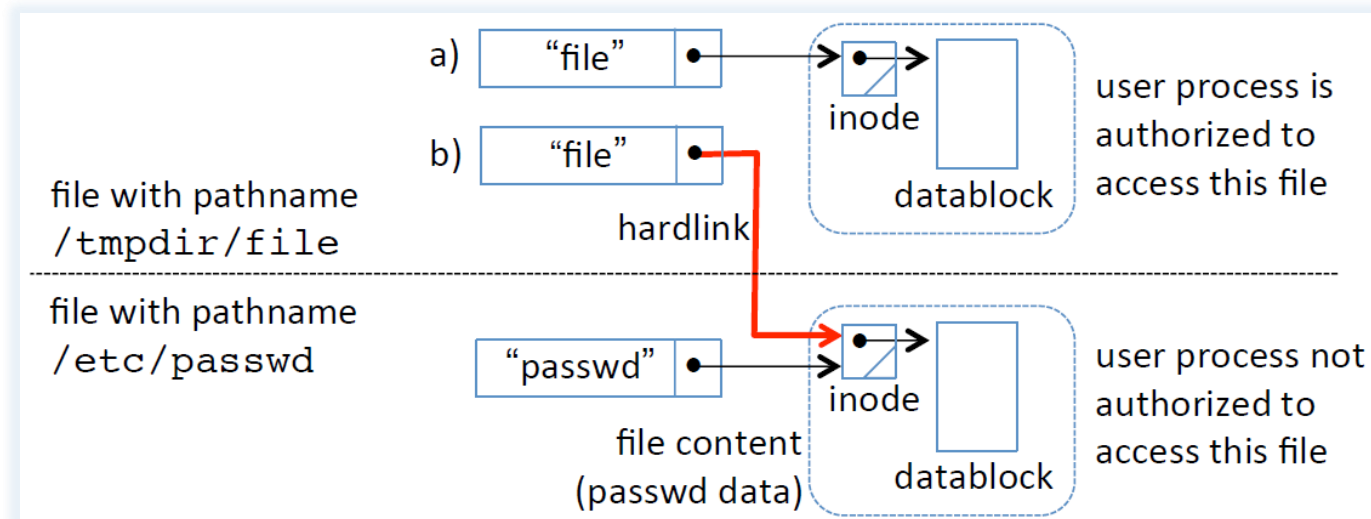 a)
“file”
inode
datablock
user process is
authorized to
access this file
b)
“file”
hardlink
file with pathname
/tmpdir/file
file with pathname
/etc/passwd
“passwd”
inode
datablock
file content
(passwd data)
user process not
authorized to
access this file